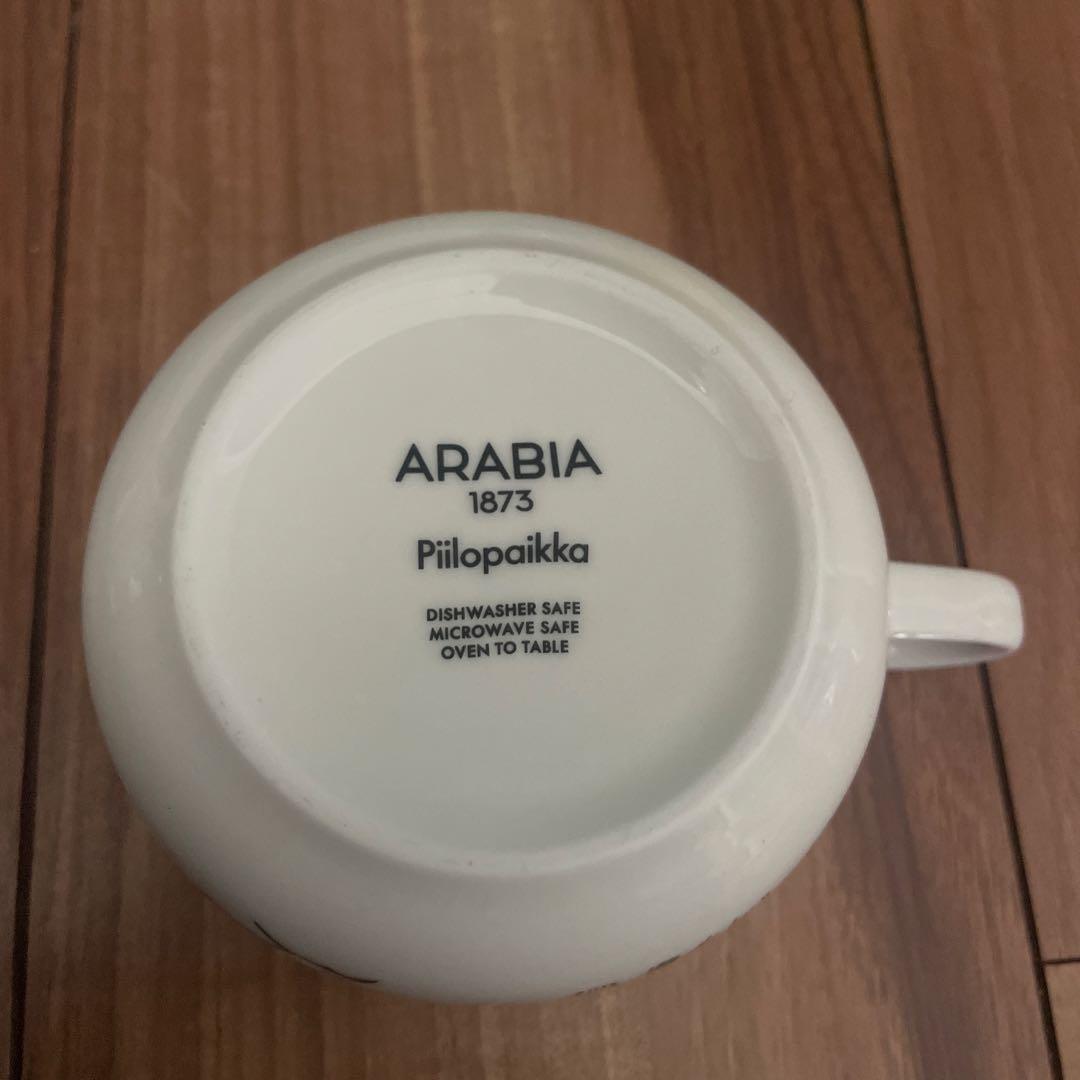 ARABIA
1873
Piilopaikka
DISHWASHER SAFE
MICROWAVE SAFE
OVEN TO TABLE